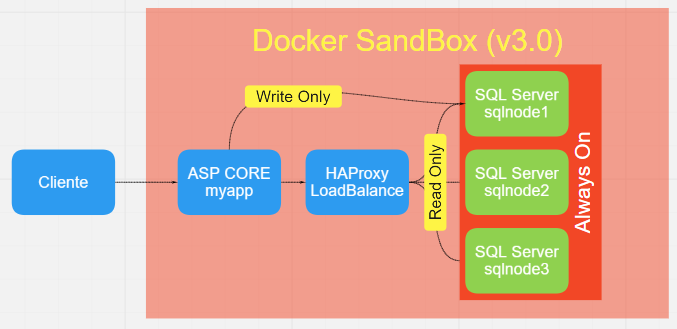 Docker SandBox (v3.0)
Write Only
SQL Server
sqlnode1
Cliente
ASP CORE
myapp
HAProxy
LoadBalance
Read Only
SQL Server
sqlnode2
Always On
SQL Server
sqlnode3